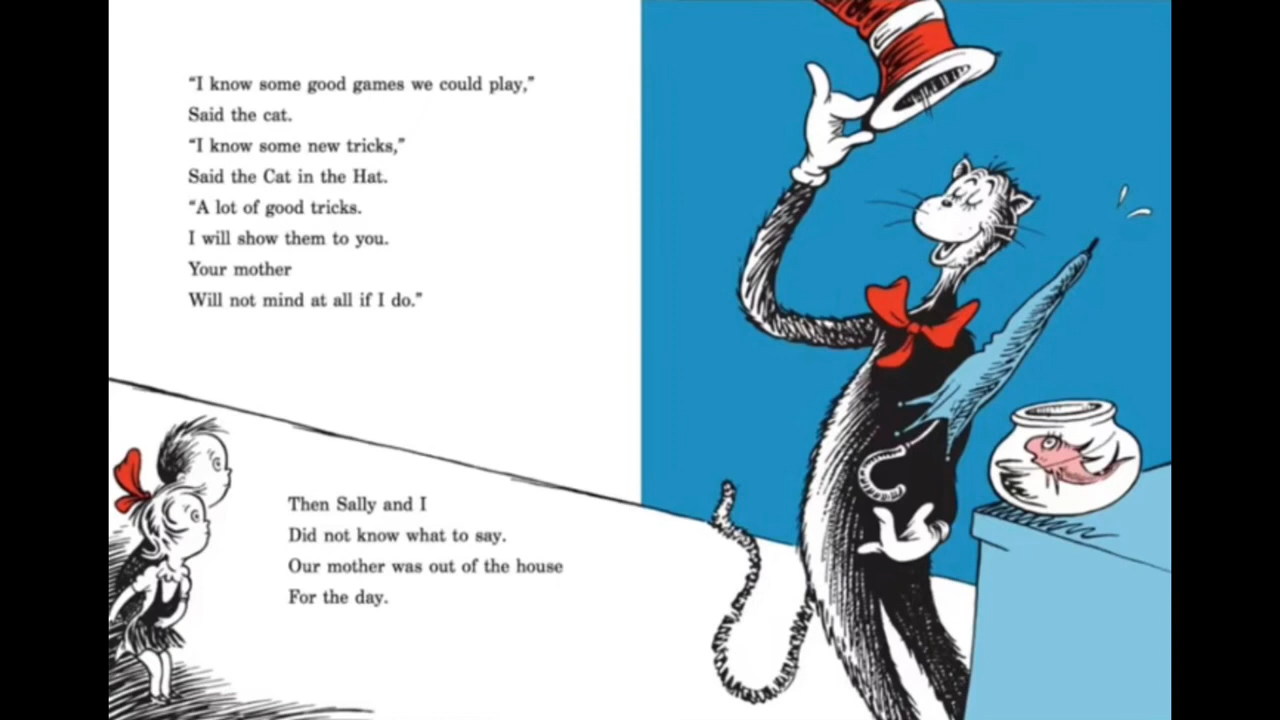 “I know some good games we could play,”
Said the cat.
“I know some new tricks,”
Said the Cat in the Hat.
“A lot of good tricks.
I will show them to you.
Your mother
Will not mind at all if I do.”
Then Sally and I
Did not know what to say.
Our mother was out of the house
For the day.